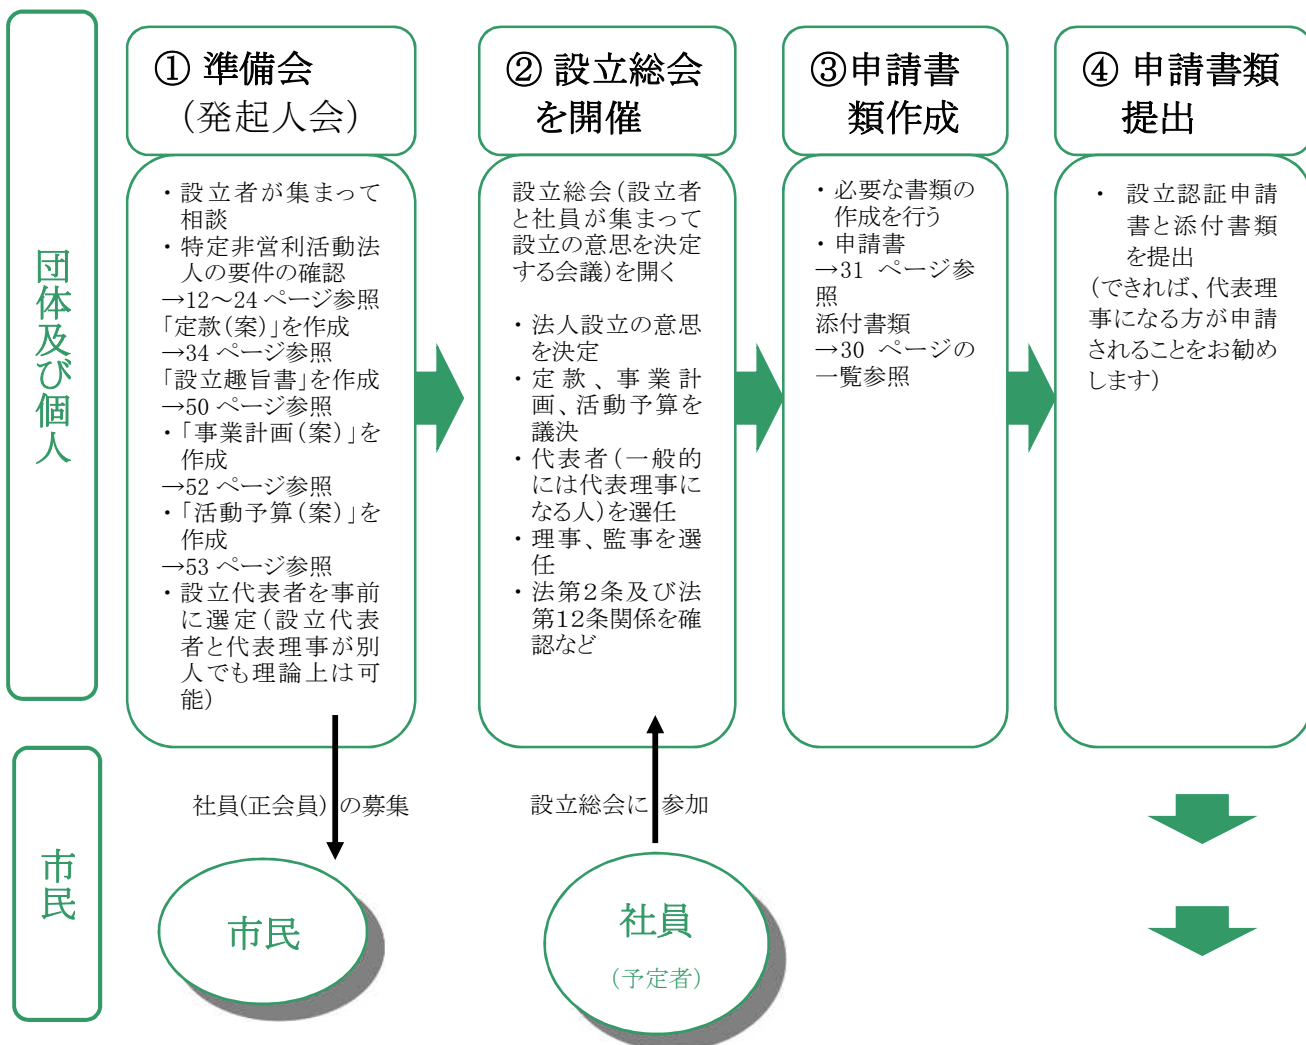 団体及び個人
① 準備会
（発起人会）
・設立者が集まって
相談
・特定非営利活動法
人の要件の確認
→12～24 ページ参照
「定款（案）」を作成
→34 ページ参照
「設立趣旨書」を作成
→50 ページ参照
・「事業計画（案）」を
作成
→52 ページ参照
・「活動予算（案）」を
作成
→53 ページ参照
・設立代表者を事前
に選定（設立代表
者と代表理事が別
人でも理論上は可
能）
② 設立総会
を開催
設立総会（設立者
と社員が集まって
設立の意思を決定
する会議）を開く
・法人設立の意思
を決定
・定款、事業計
画、活動予算を
議決
・代表者（一般的
には代表理事に
なる人）を選任
・理事、監事を選
任
・法第２条及び法
第１２条関係を確
認など
③申請書
類作成
・必要な書類の
作成を行う
・申請書
→31 ページ参
照
添付書類
→30 ページの
一覧参照
④ 申請書類
提出
・ 設立認証申請
書と添付書類
を提出
（できれば、代表理
事になる方が申請
されることをお勧め
します）
市民
社員(正会員) の募集
市民
設立総会に 参加
社員
（予定者）